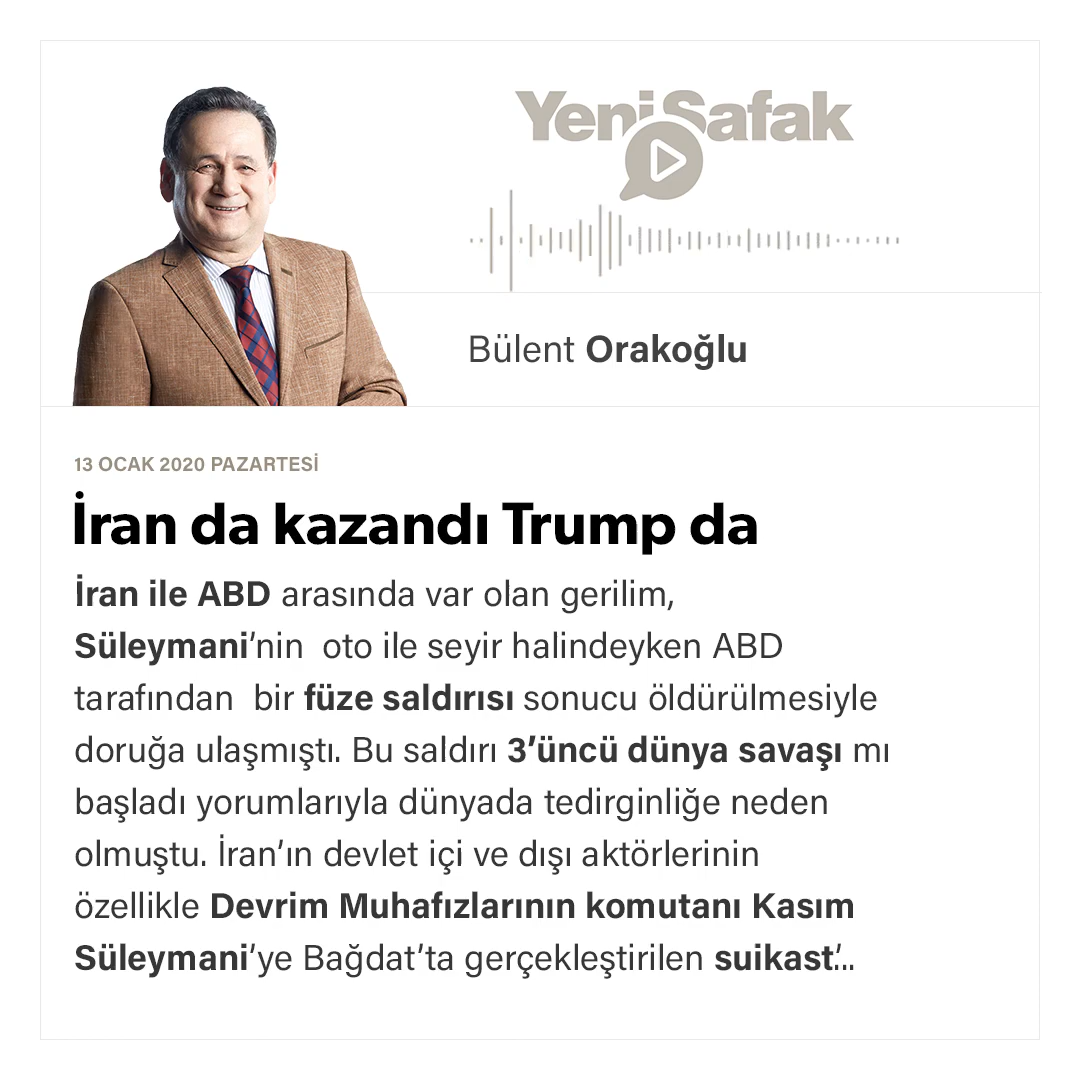 Yeni Safak
Bülent Orakoğlu
13 OCAK 2020 PAZARTESİ
İran da kazandı Trump da
İran ile ABD arasında var olan gerilim,
Süleymani'nin oto ile seyir halindeyken ABD
tarafından bir füze saldırısı sonucu öldürülmesiyle
doruğa ulaşmıştı. Bu saldırı 3'üncü dünya savaşı mı
başladı yorumlarıyla dünyada tedirginliğe neden
olmuştu. İran'ın devlet içi ve dışı aktörlerinin
özellikle Devrim Muhafızlarının komutanı Kasım
Süleymani'ye Bağdat'ta gerçekleştirilen suikast'...